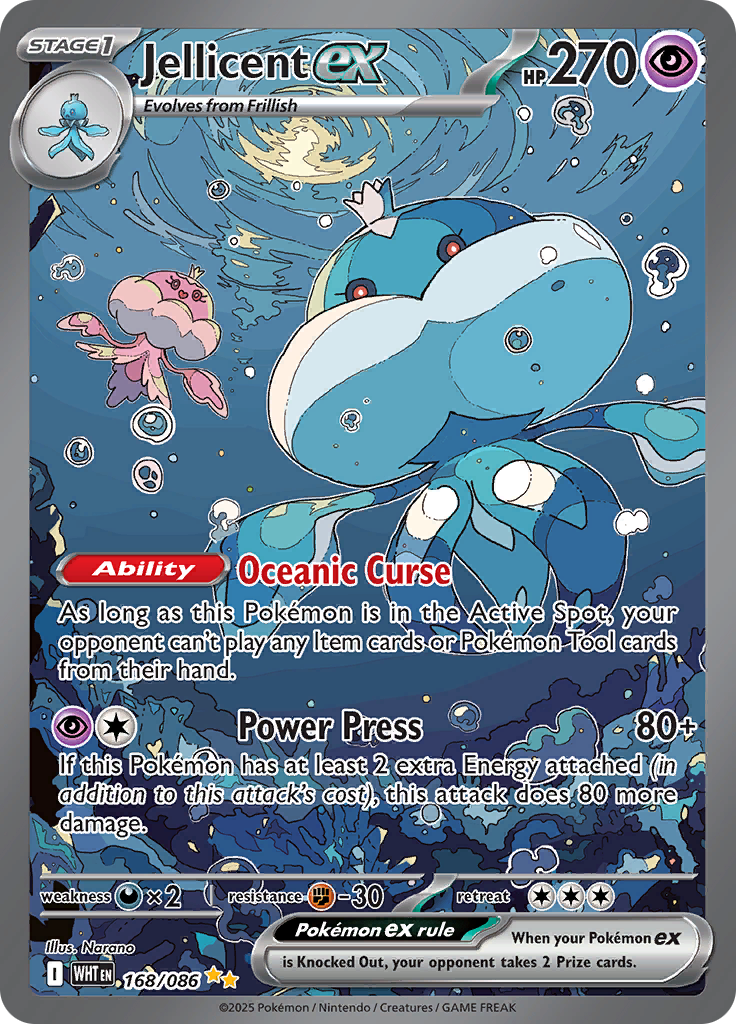 STAGE1
Jellicent ex
HP 270
Evolves from Frillish
Ability Oceanic Curse
As long as this Pokémon is in the Active Spot, your
opponent can't play any Item cards or Pokémon Tool cards
from their hand.
Power Press 80+
If this Pokémon has at least 2 extra Energy attached (in
addition to this attack's cost), this attack does 80 more
damage.
weakness ×2 resistance -30 retreat
Illus. Narano
Pokémon ex rule
When your Pokémon ex
is Knocked Out, your opponent takes 2 Prize cards.
I WHT EN 168/086
©2025 Pokémon / Nintendo / Creatures / GAME FREAK